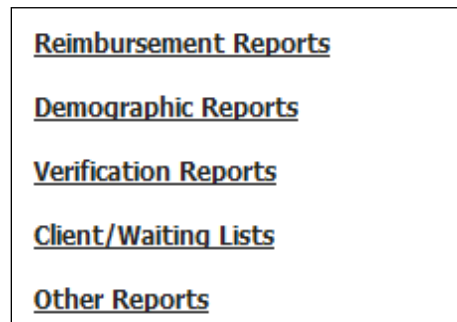 Reimbursement Reports
Demographic Reports
Verification Reports
Client/Waiting Lists
Other Reports